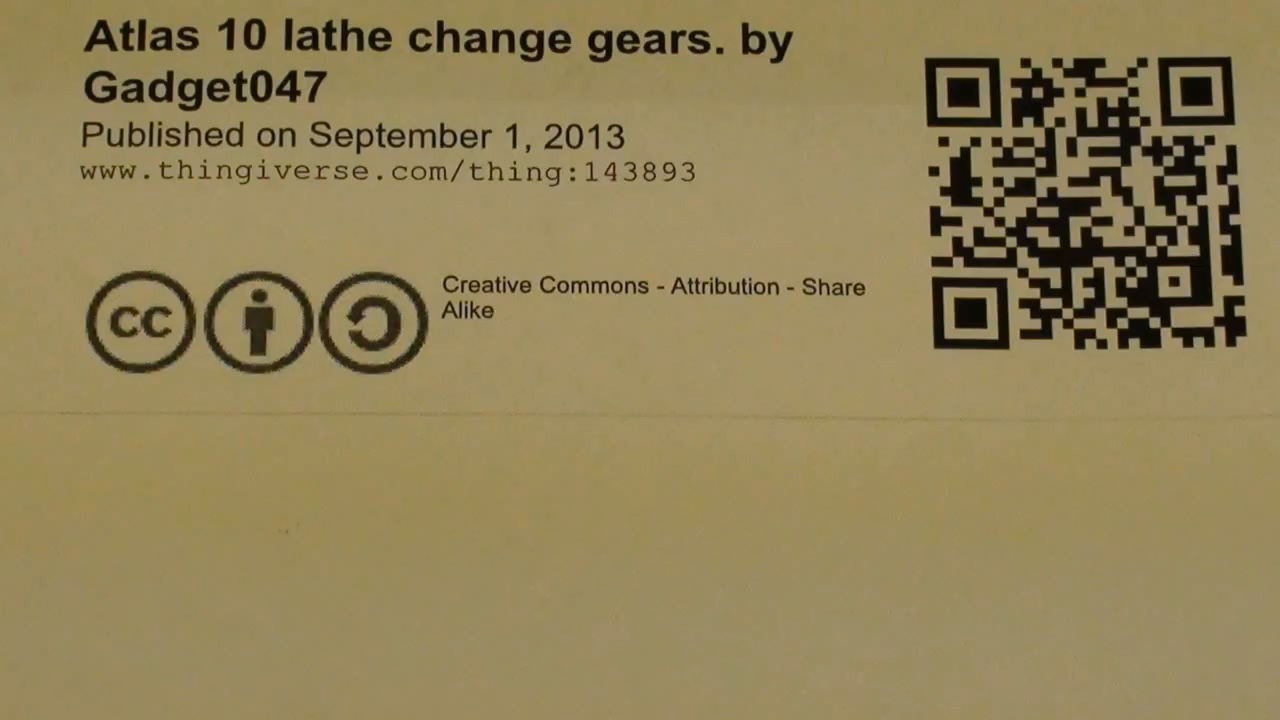 Atlas 10 lathe change gears. by
Gadget047
Published on September 1, 2013
www.thingiverse.com/thing:143893
cc
Creative Commons - Attribution - Share
Alike